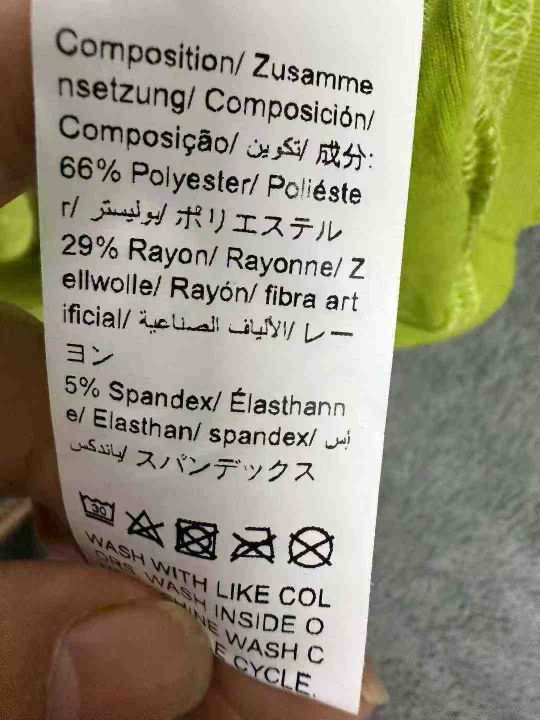 Composition/ Zusamme
nsetzung/ Composición/
Composição/ تكوين/ 成分:
66% Polyester/ Poliéste
r/ بوليستر/ ポリエステル
29% Rayon/ Rayonne/ Z
ellwolle/ Rayón/ fibra art
ificial/ الألياف الصناعية/ レー
ヨン
5% Spandex/ Élasthann
e/ Elasthan/ spandex/ إس
باندكس/ スパンデックス
30
WASH WITH LIKE COL
ORS. WASH INSIDE O
WASH C
CYCLE.